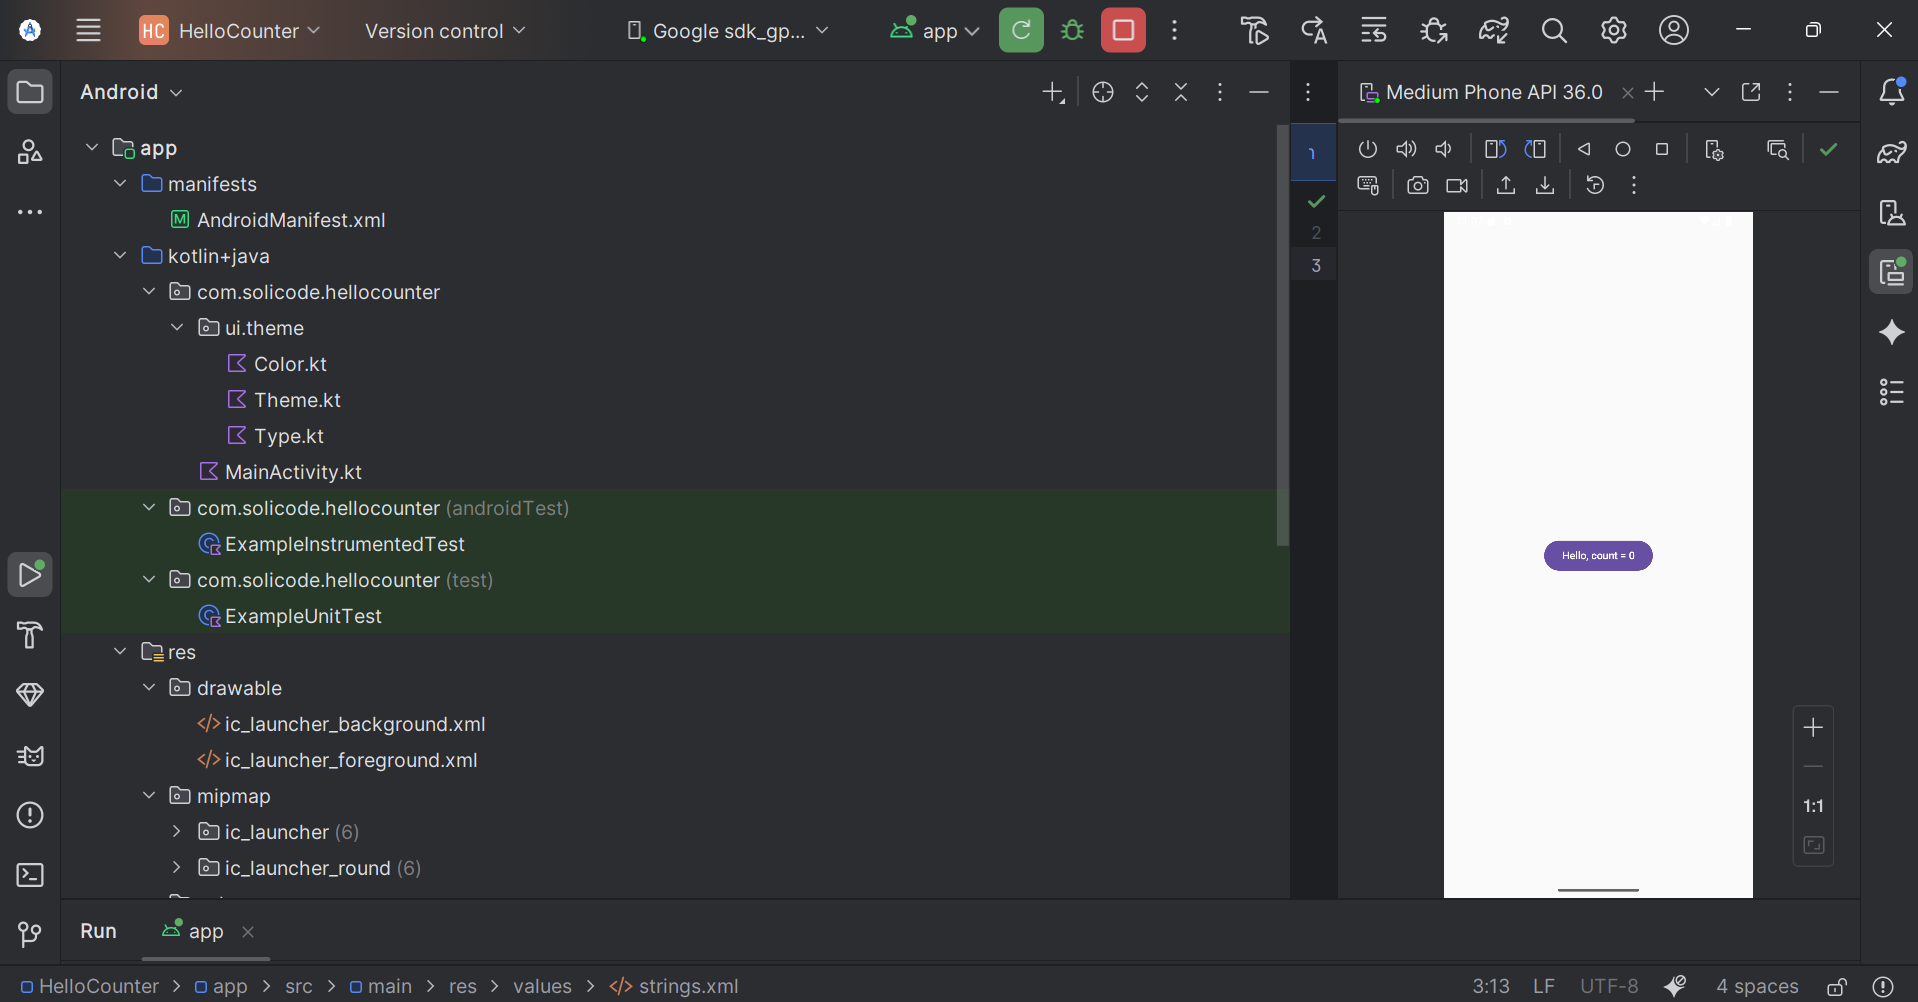 HC HelloCounter Version control Google sdk_gp... app
Android
Medium Phone API 36.0
app
manifests
AndroidManifest.xml
kotlin+java
com.solicode.hellocounter
ui.theme
Color.kt
Theme.kt
Type.kt
MainActivity.kt
com.solicode.hellocounter (androidTest)
ExampleInstrumentedTest
com.solicode.hellocounter (test)
ExampleUnitTest
res
drawable
ic_launcher_background.xml
ic_launcher_foreground.xml
mipmap
ic_launcher (6)
ic_launcher_round (6)
2
3
Hello, count = 0
1:1
Run app
HelloCounter > app > src > main > res > values > </> strings.xml
3:13 LF UTF-8 4 spaces